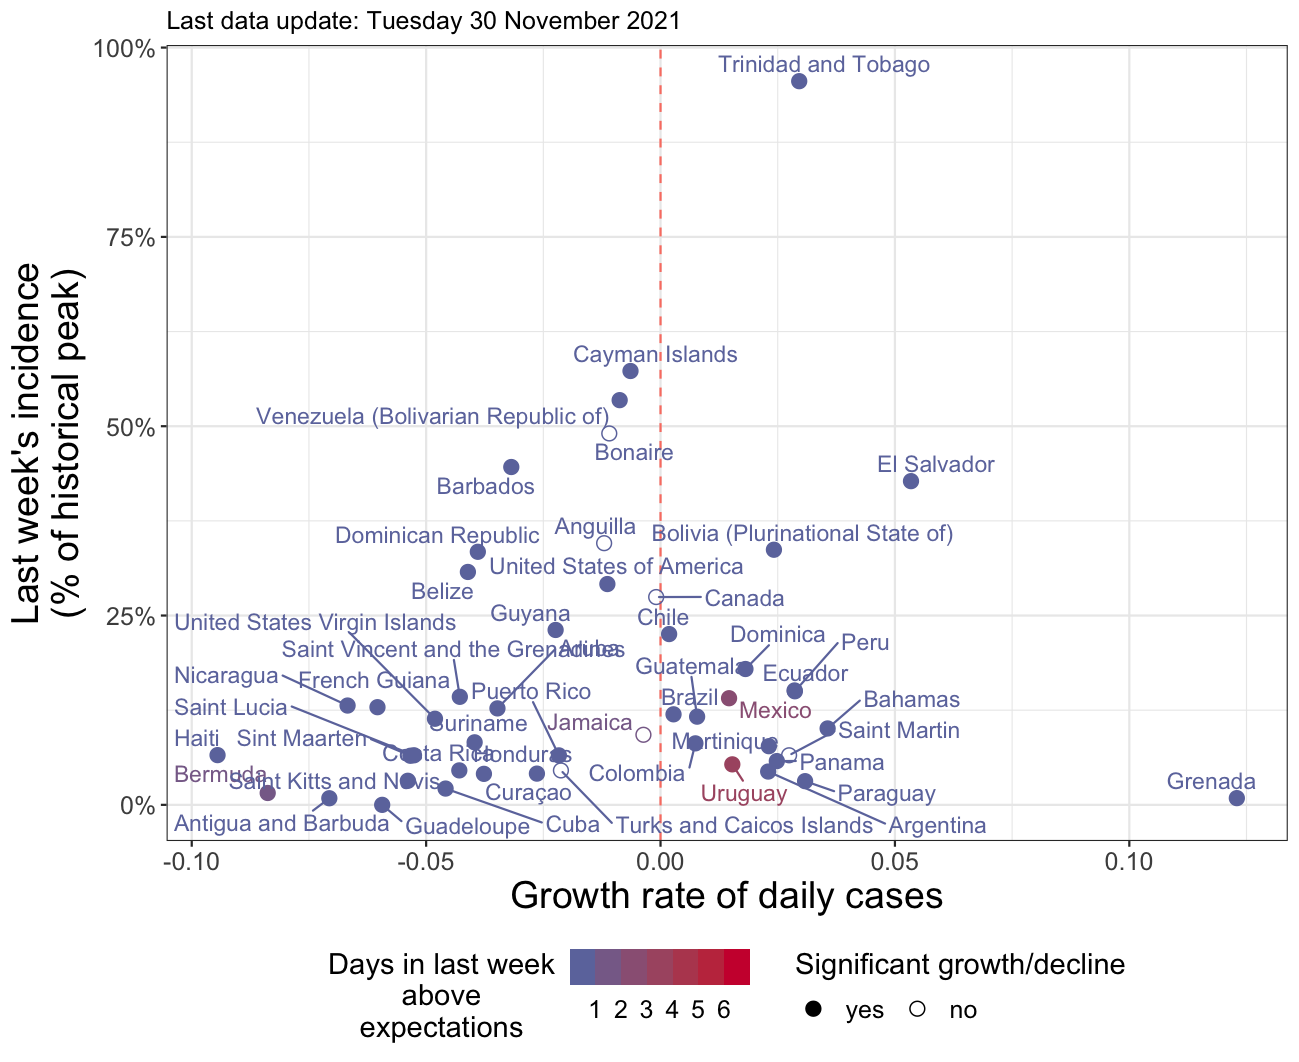 Last data update: Tuesday 30 November 2021
100%
75%
50%
25%
0%
Last week's incidence
(% of historical peak)
Trinidad and Tobago
Cayman Islands
Venezuela (Bolivarian Republic of)
Bonaire
El Salvador
Barbados
Anguilla
Dominican Republic
Bolivia (Plurinational State of)
United States of America
Belize
Canada
Guyana
Chile
United States Virgin Islands
Dominica
Peru
Saint Vincent and the Grenadines
Aruba
Guatemala
Ecuador
Nicaragua
French Guiana
Puerto Rico
Brazil
Bahamas
Saint Lucia
Mexico
Suriname
Jamaica
Saint Martin
Haiti
Sint Maarten
Martinique
Costa Rica
Honduras
Panama
Bermuda
Colombia
Saint Kitts and Nevis
Grenada
Curaçao
Uruguay
Paraguay
Antigua and Barbuda
Guadeloupe
Cuba
Turks and Caicos Islands
Argentina
-0.10
-0.05
0.00
0.05
0.10
Growth rate of daily cases
Days in last week
above
expectations
1 2 3 4 5 6
Significant growth/decline
yes
no